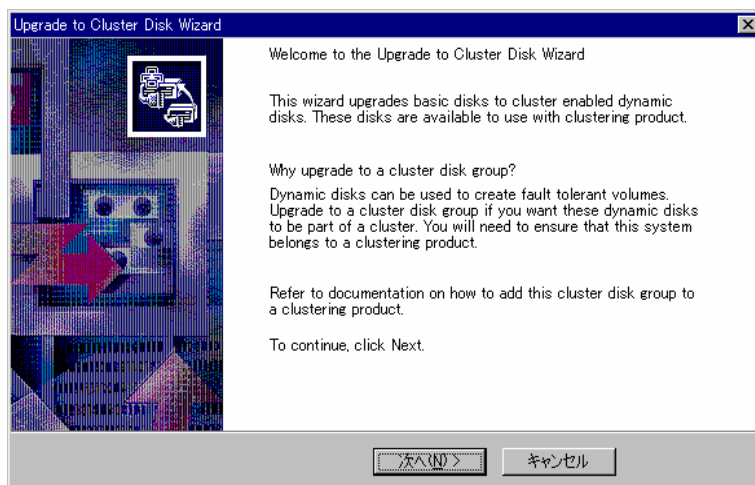 Upgrade to Cluster Disk Wizard
Welcome to the Upgrade to Cluster Disk Wizard
This wizard upgrades basic disks to cluster enabled dynamic
disks. These disks are available to use with clustering product.
Why upgrade to a cluster disk group?
Dynamic disks can be used to create fault tolerant volumes.
Upgrade to a cluster disk group if you want these dynamic disks
to be part of a cluster. You will need to ensure that this system
belongs to a clustering product.
Refer to documentation on how to add this cluster disk group to
a clustering product.
To continue, click Next.
次へ(N) >
キャンセル